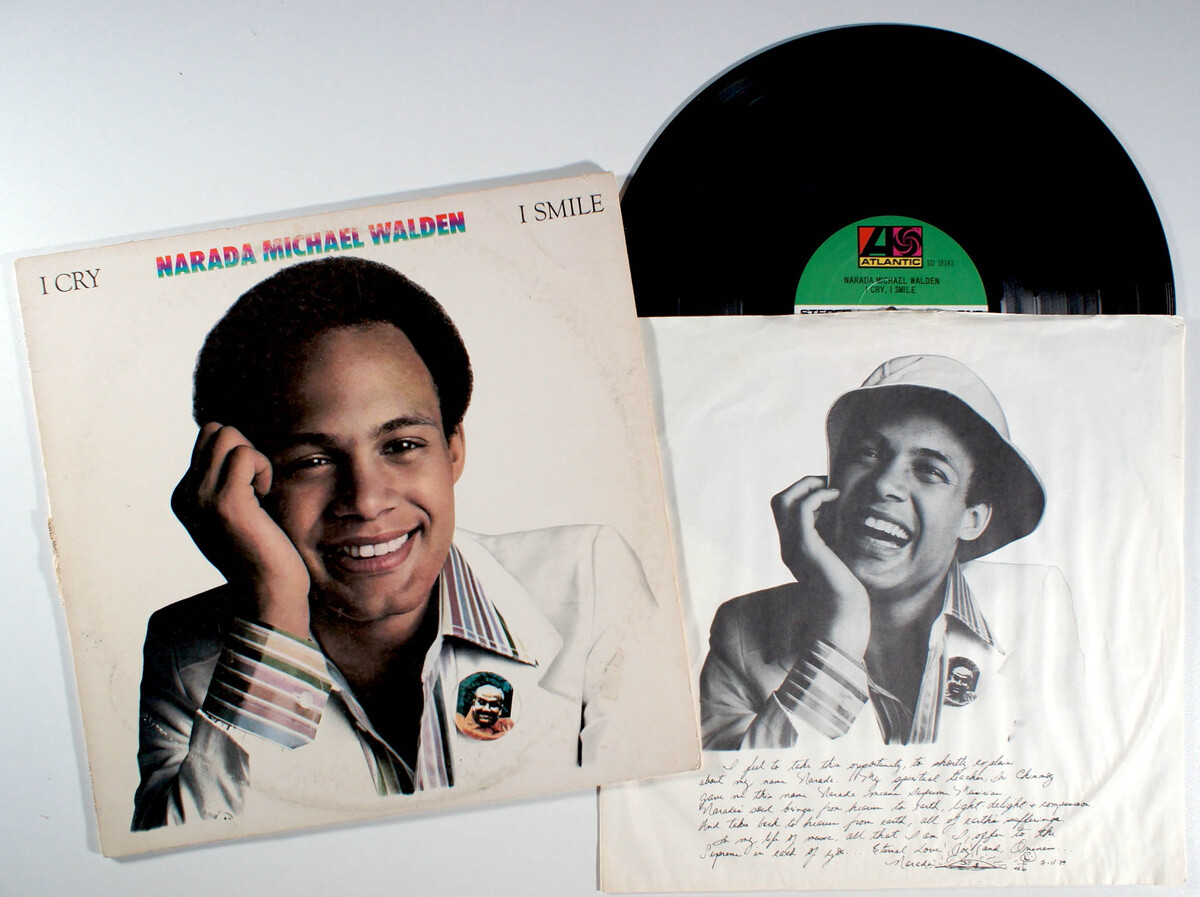 I CRY
NARADA MICHAEL WALDEN
I SMILE
ATLANTIC
SD 19141
NARADA MICHAEL WALDEN
I CRY, I SMILE
STEREO
I feel to take this opportunity, to shortly explain
about my name Narada. My spiritual teacher, Sri Chinmoy
gave me this name Narada means Supreme Musician
Narada's soul brings from heaven to earth, light delight + compassion
And takes back to heaven from earth, all of earth's sufferings
In my life of music, all that I am I offer to the
Supreme in each of you... Eternal Love, Joy and Oneness...
Narada